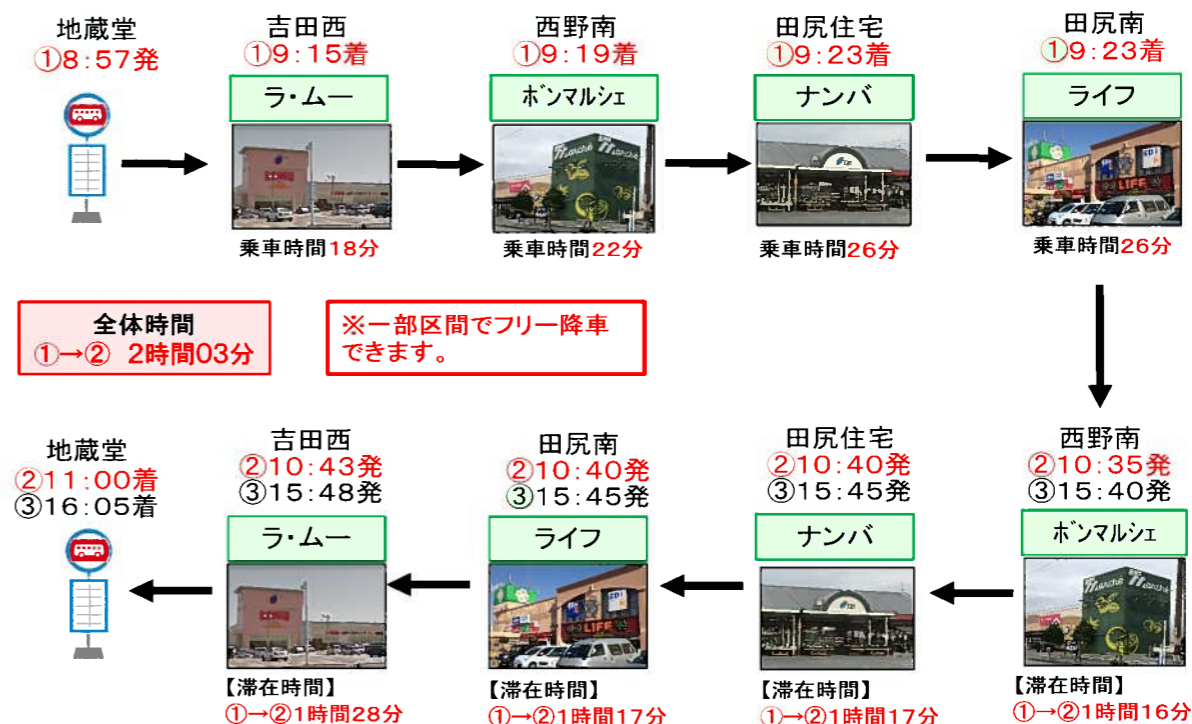 地蔵堂
①8:57発
吉田西
①9:15着
ラ・ムー
乗車時間18分
西野南
①9:19着
ボンマルシェ
乗車時間22分
田尻住宅
①9:23着
ナンバ
乗車時間26分
田尻南
①9:23着
ライフ
LIFE
乗車時間26分
全体時間
①→② 2時間03分
※一部区間でフリー降車
できます。
地蔵堂
②11:00着
③16:05着
吉田西
②10:43発
③15:48発
ラ・ムー
【滞在時間】
①→②1時間28分
田尻南
②10:40発
③15:45発
ライフ
LIFE
【滞在時間】
①→②1時間17分
田尻住宅
②10:40発
③15:45発
ナンバ
【滞在時間】
①→②1時間17分
西野南
②10:35発
③15:40発
ボンマルシェ
【滞在時間】
①→②1時間16分